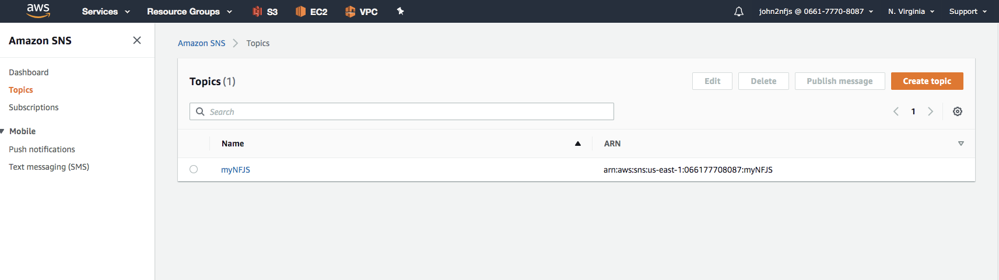 aws Services Resource Groups S3 EC2 VPC john2nfjs @ 0661-7770-8087 N. Virginia Support
Amazon SNS
Dashboard
Topics
Subscriptions
Mobile
Push notifications
Text messaging (SMS)
Amazon SNS Topics
Topics (1) Edit Delete Publish message Create topic
Search 1
Name ARN
myNFJS arn:aws:sns:us-east-1:066177708087:myNFJS